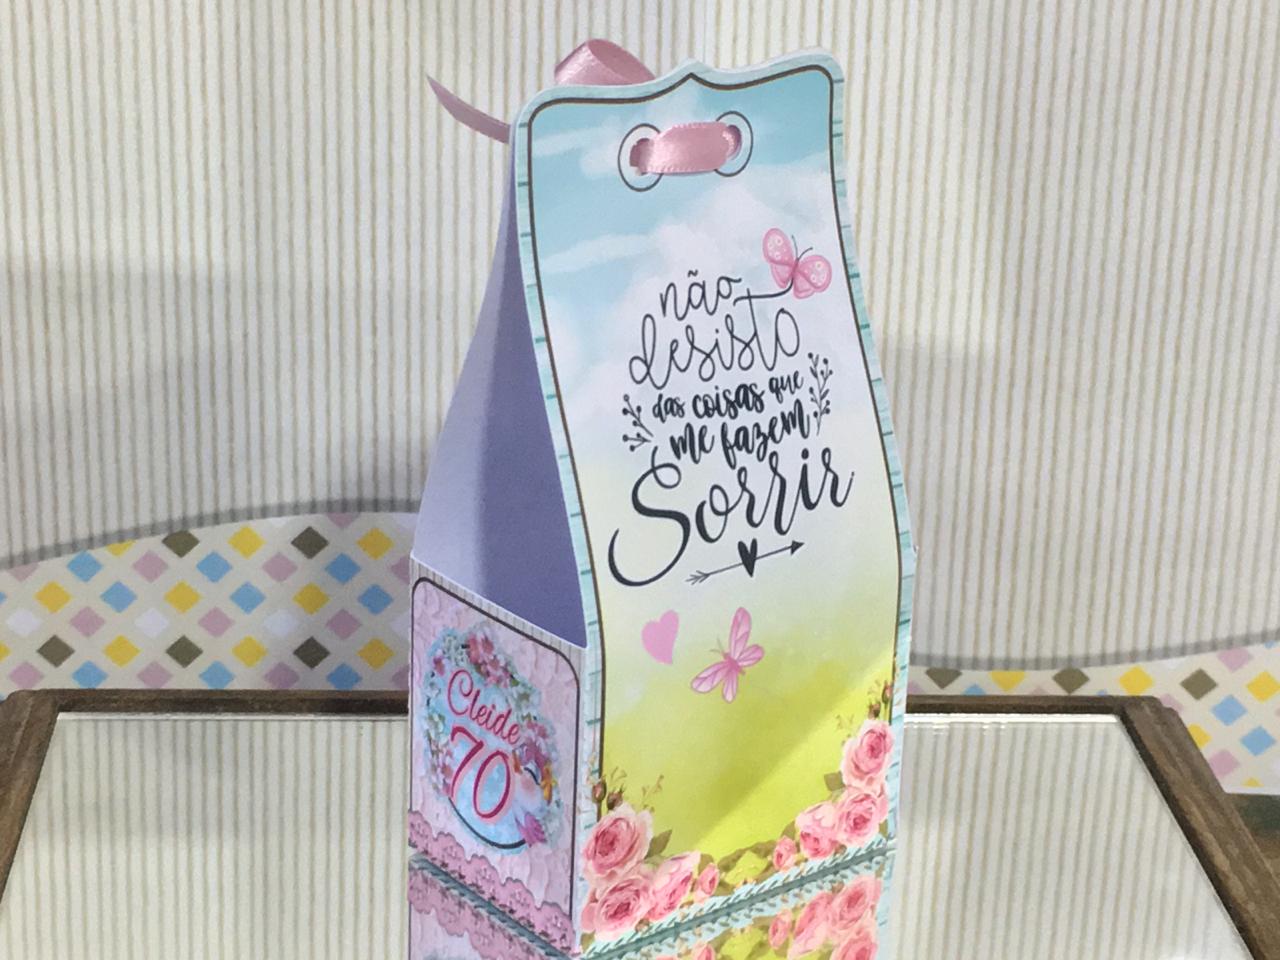 não
desisto
das coisas que
me fazem
Sorrir
Cleide
70